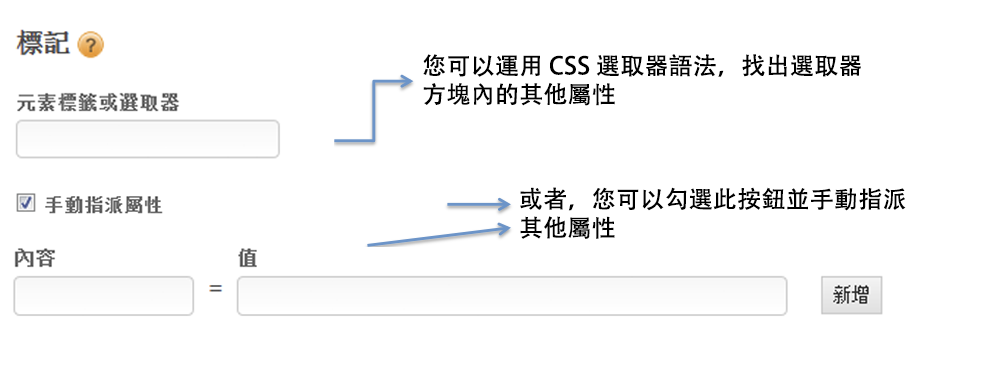 標記 ?
您可以運用 CSS 選取器語法，找出選取器
方塊內的其他屬性
元素標籤或選取器
手動指派屬性
或者，您可以勾選此按鈕並手動指派
其他屬性
內容 值
= 新增